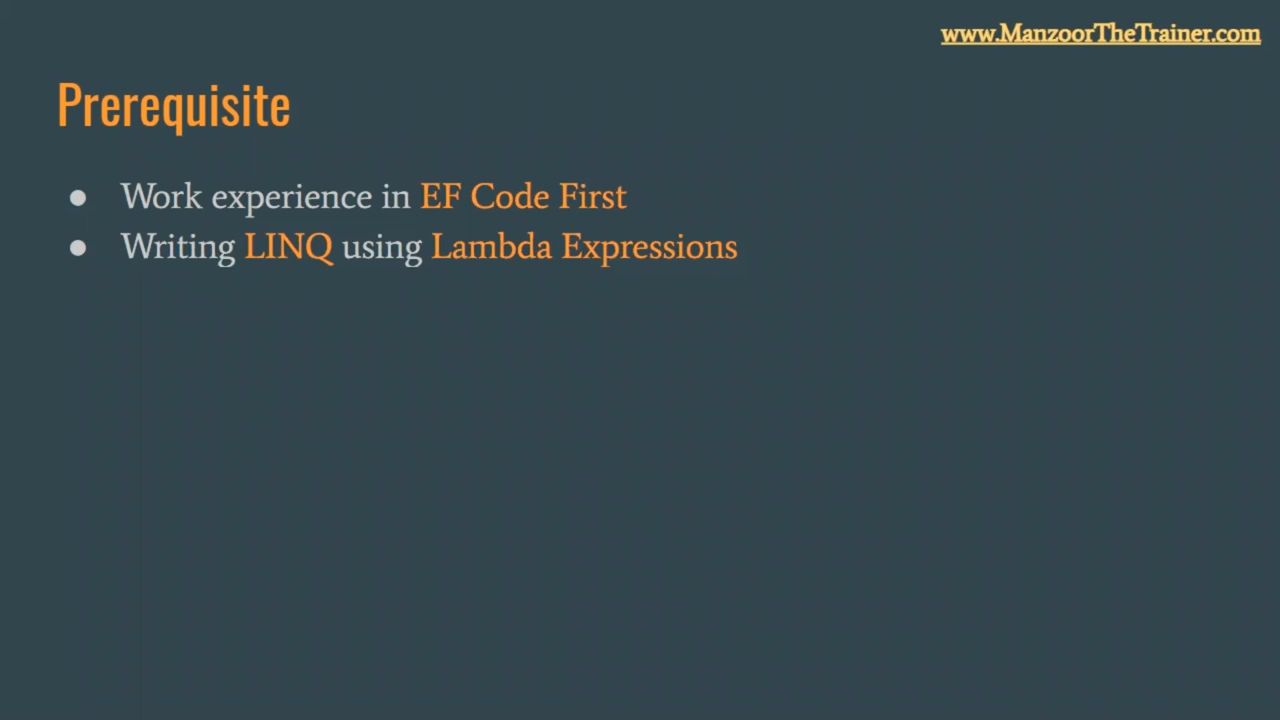 www.ManzoorTheTrainer.com
Prerequisite
● Work experience in EF Code First
● Writing LINQ using Lambda Expressions